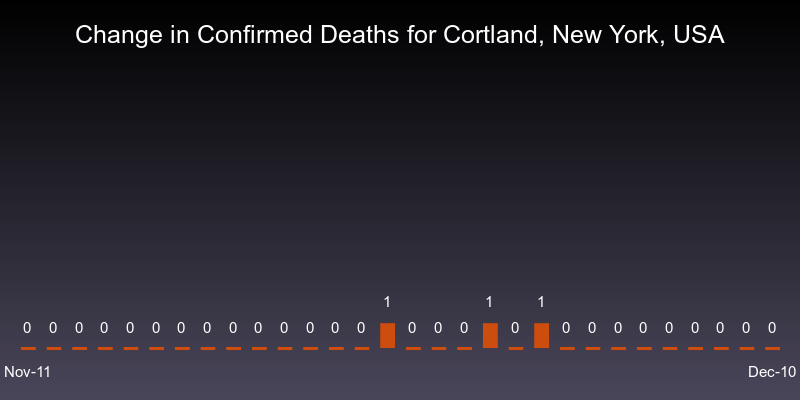 Change in Confirmed Deaths for Cortland, New York, USA
1 1 1
0 0 0 0 0 0 0 0 0 0 0 0 0 0 0 0 0 0 0 0 0 0 0 0 0 0 0
Nov-11 Dec-10